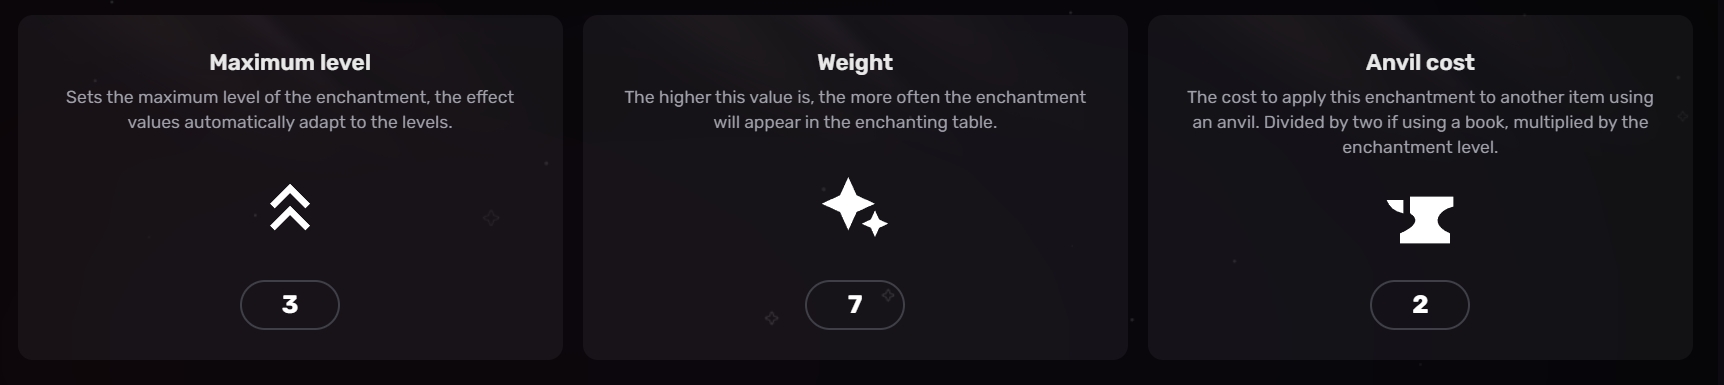 Maximum level
Sets the maximum level of the enchantment, the effect
values automatically adapt to the levels.
3
Weight
The higher this value is, the more often the enchantment
will appear in the enchanting table.
7
Anvil cost
The cost to apply this enchantment to another item using
an anvil. Divided by two if using a book, multiplied by the
enchantment level.
2